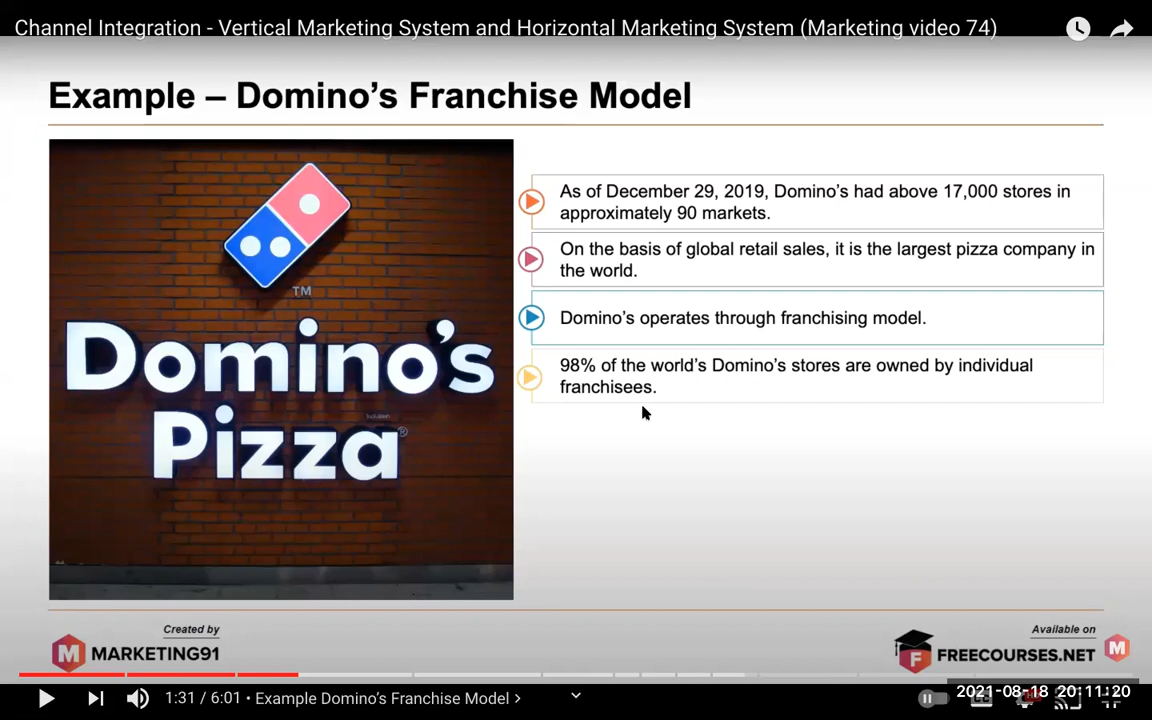 Channel Integration - Vertical Marketing System and Horizontal Marketing System (Marketing video 74)
Example – Domino's Franchise Model
TM
Domino's
Pizza
®
As of December 29, 2019, Domino's had above 17,000 stores in
approximately 90 markets.
On the basis of global retail sales, it is the largest pizza company in
the world.
Domino's operates through franchising model.
98% of the world's Domino's stores are owned by individual
franchisees.
Created by
M MARKETING91
Available on
F FREECOURSES.NET M
1:31 / 6:01 • Example Domino's Franchise Model >
2021-08-18 20:11:20